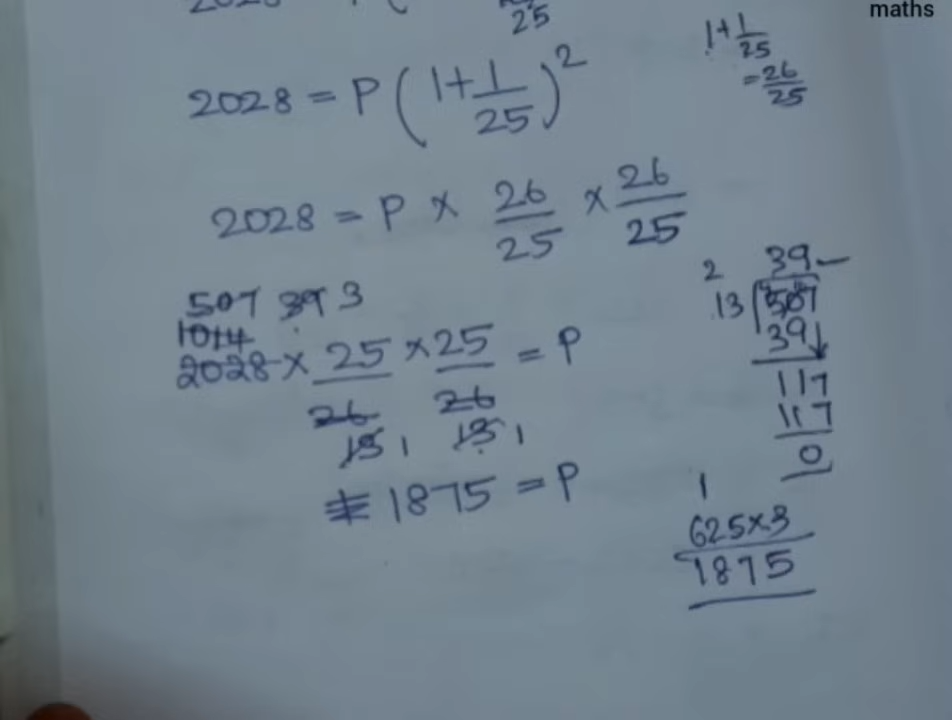 maths
25
1+1/25
=26/25
2028 = P(1+1/25)²
2028 = P × 26/25 × 26/25
507 39 3
1014
2028 × 25/26 × 25/26 = P
13 1 13 1
1875 = P
2 39
13 507
39
117
117
0
1
625×3
1875